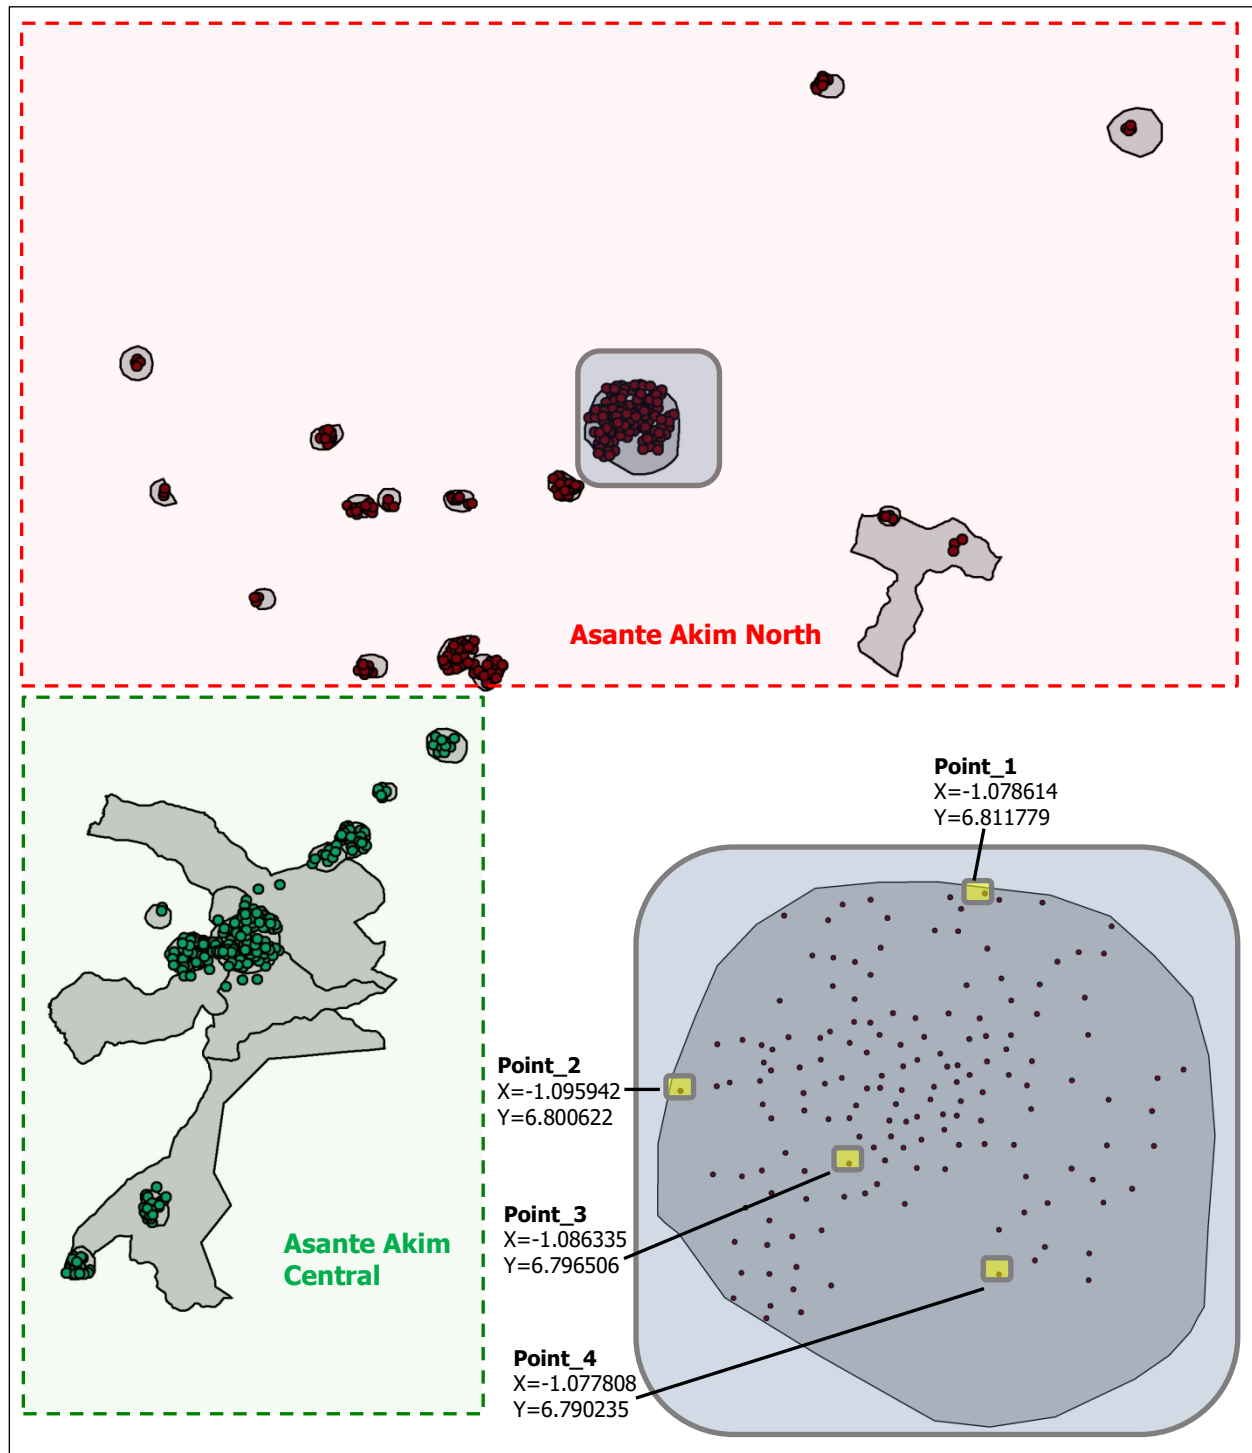 Asante Akim North
Asante Akim
Central
Point_1
X=-1.078614
Y=6.811779
Point_2
X=-1.095942
Y=6.800622
Point_3
X=-1.086335
Y=6.796506
Point_4
X=-1.077808
Y=6.790235